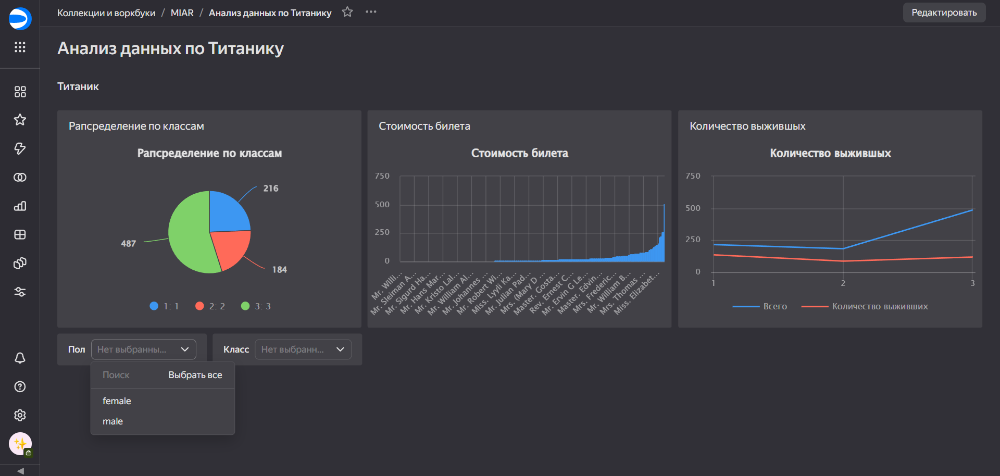 Коллекции и воркбуки / MIAR / Анализ данных по Титанику
Редактировать
Анализ данных по Титанику
Титаник
Рапсределение по классам
Рапсределение по классам
216
487
184
1: 1 2: 2 3: 3
Стоимость билета
Стоимость билета
750
500
250
0
Mr. Willi...
Mr. Sleiman A...
Mr. Sigurd Ha...
Mr. Hans Mar...
Mr. Kristo Lal...
Mr. William Al...
Mr. Johannes ...
Mr. Robert Wi...
Miss. Lyyli Ka...
Mr. Julian Pad...
Mrs. (Mary D ...
Master. Gosta...
Rev. Ernest C...
Mr. Ervin G Le...
Master. Edvin...
Mrs. Frederic...
Mr. William B...
Mrs. Thomas ...
Miss. Elizabet...
Количество выжившых
Количество выжившых
750
500
250
0
1 2 3
Всего Количество выживших
Пол Нет выбранны...
Класс Нет выбранн...
Поиск Выбрать все
female
male